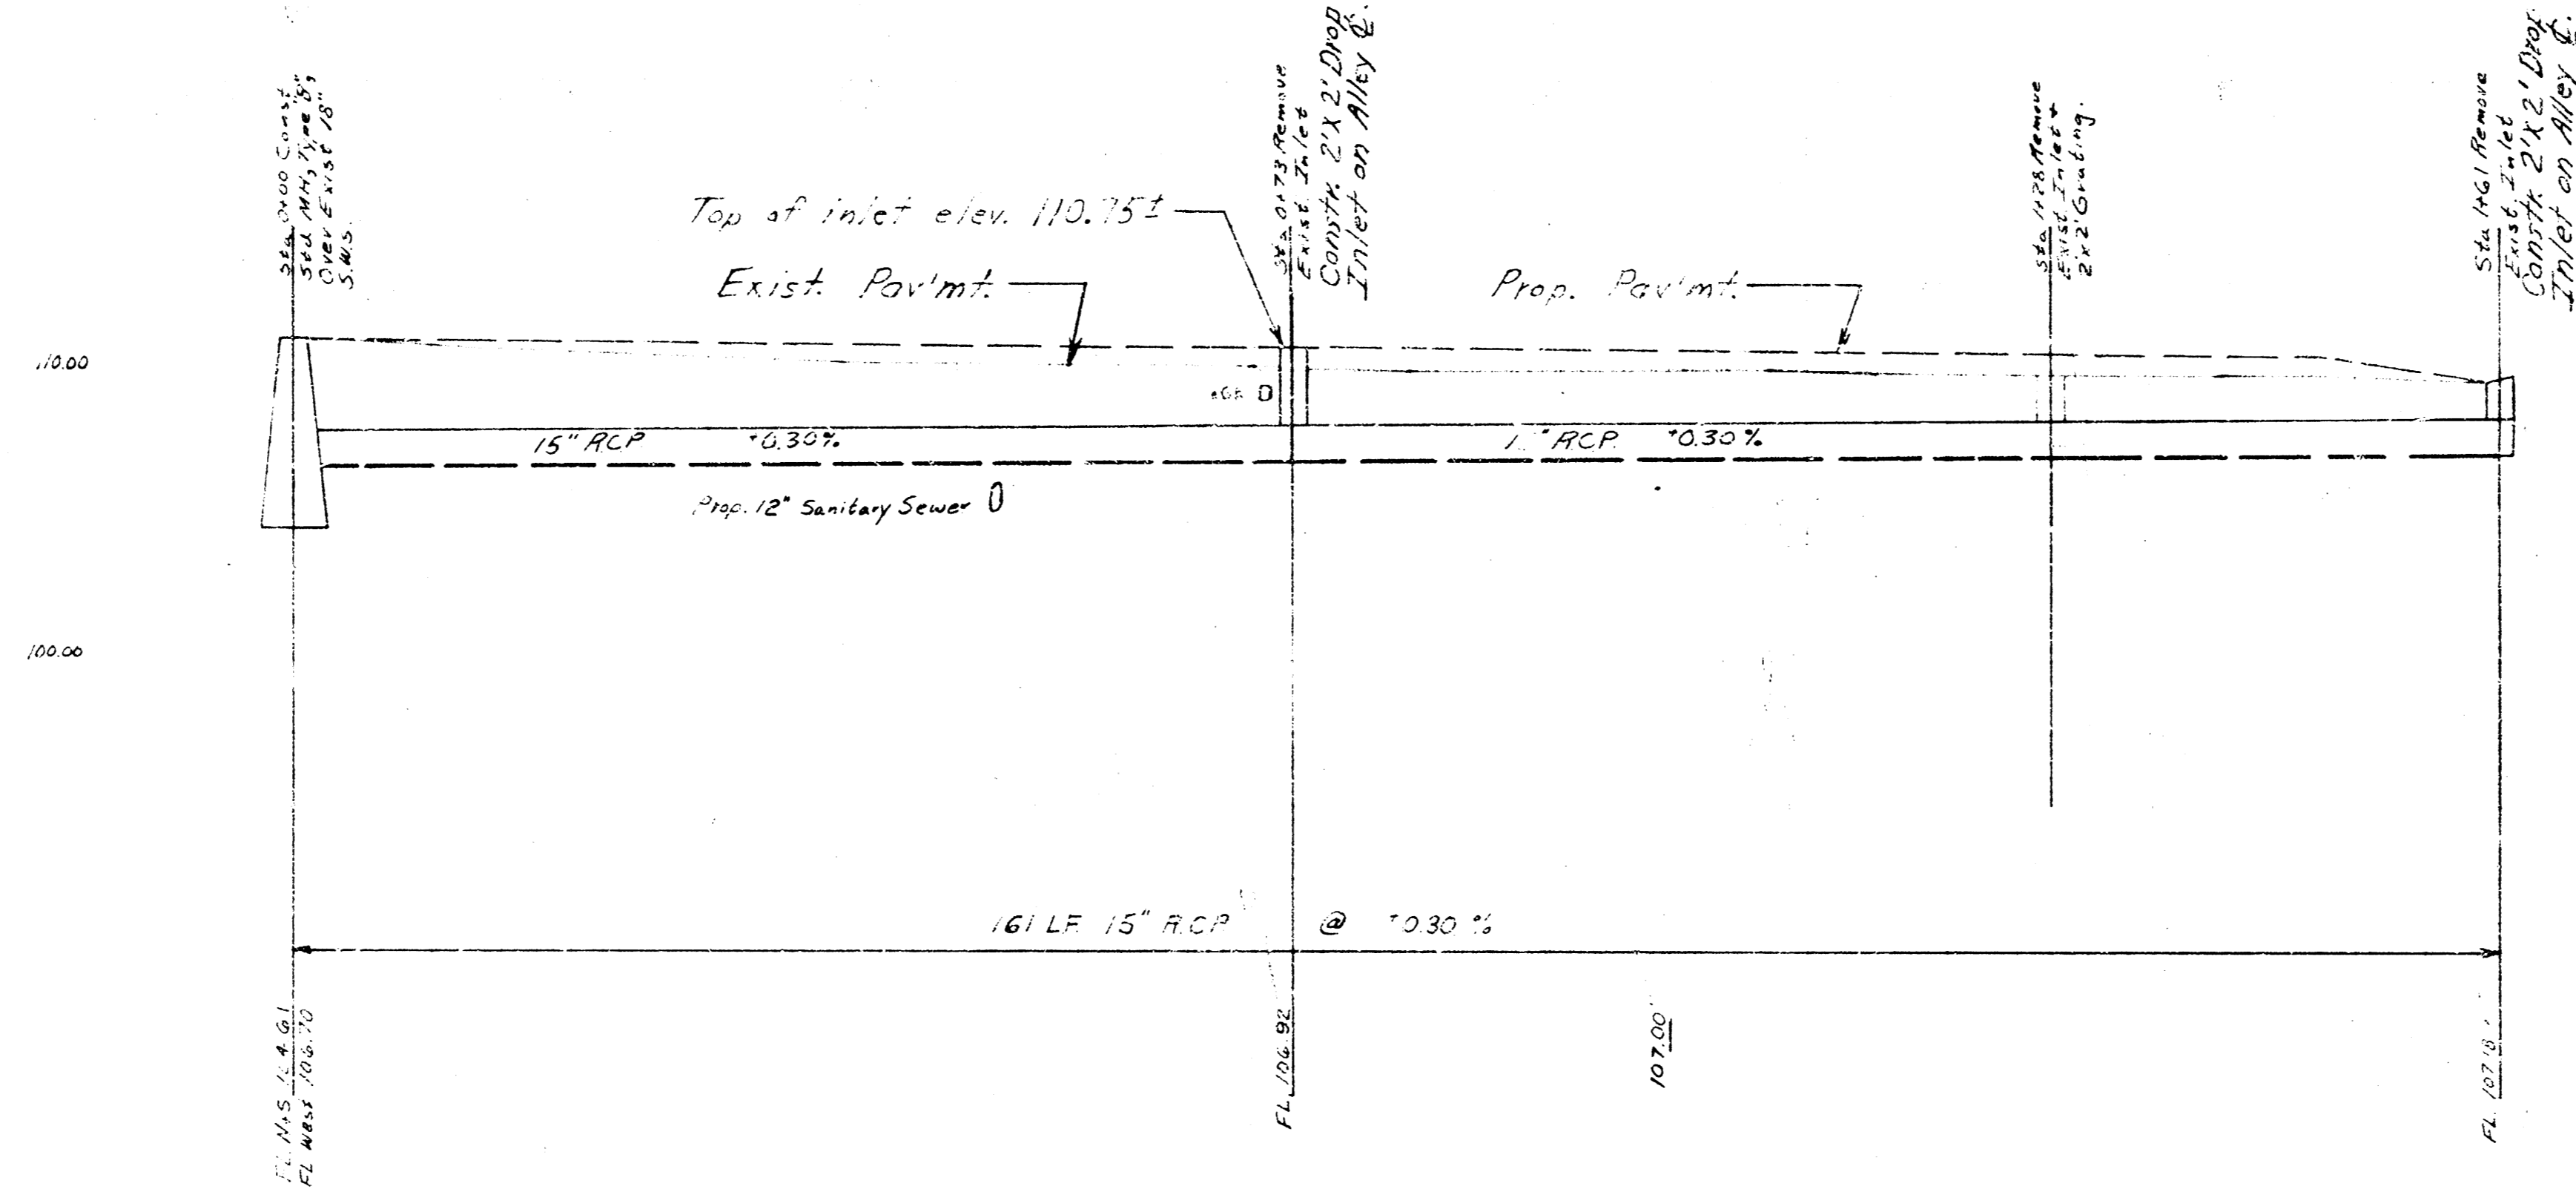 Sta 0+00 Const
Std MH, Type "B",
Over Exist 18"
S.W.S.
Sta 0+73 Remove
Exist. Inlet
Constr. 2'X 2' Drop
Inlet on Alley ℄.
Sta 1+28 Remove
Exist Inlet +
2'x2' Grating.
Sta 1+61 Remove
Exist. Inlet
Constr. 2'X 2' Drop
Inlet on Alley ℄.
Top of inlet elev. 110.75±
Exist. Pav'mt.
Prop. Pav'mt.
110.00
Gas
15" R.C.P. +0.30%
R.C.P. +0.30%
Prop. 12" Sanitary Sewer
100.00
161 L.F. 15" R.C.P. @ +0.30 %
FL. N+S 104.61
FL West 106.70
FL. 106.92
107.00
FL. 107.18